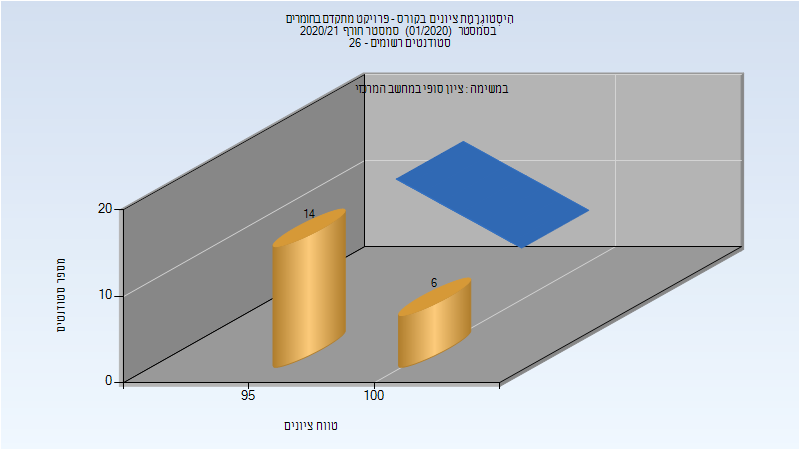 היסטוגרמת ציונים בקורס - פרויקט מתקדם בחומרים
בסמסטר (01/2020) סמסטר חורף 2020/21
סטודנטים רשומים - 26
במשימה : ציון סופי במחשב המרכזי
14
6
20
10
0
מספר סטודנטים
95
100
טווח ציונים